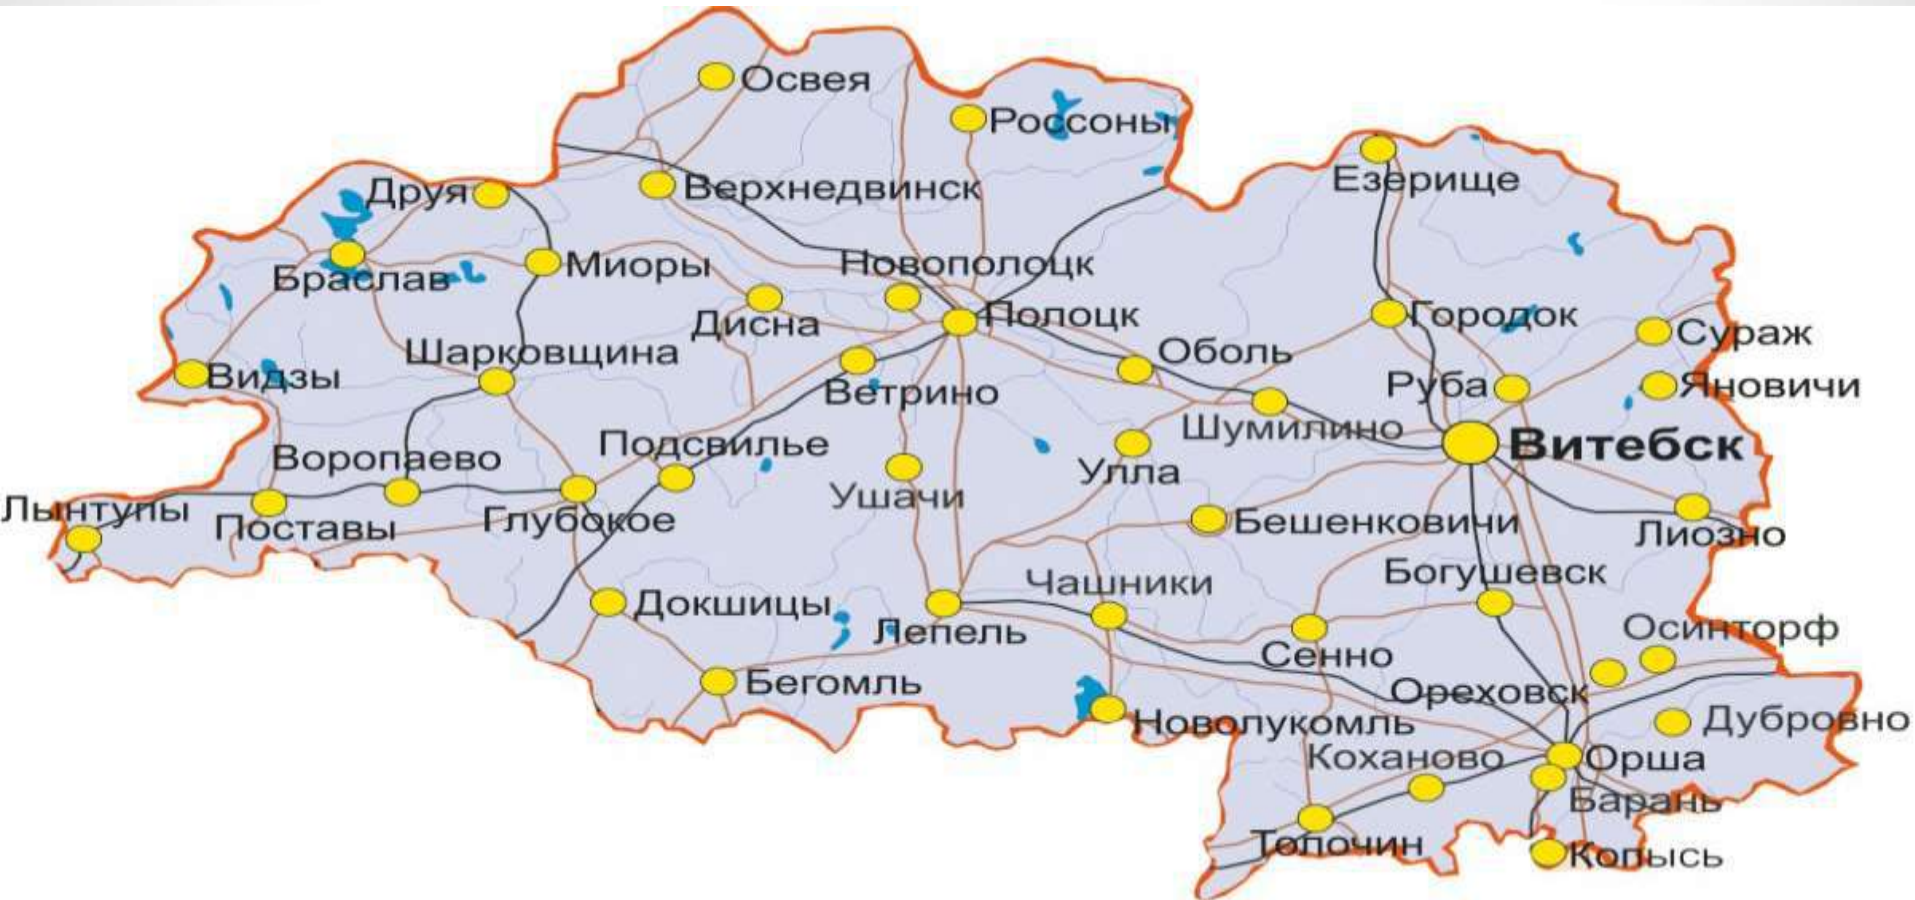 Освея
Россоны
Езерище
Друя
Верхнедвинск
Браслав
Миоры
Новополоцк
Дисна
Полоцк
Городок
Сураж
Шарковщина
Оболь
Видзы
Ветрино
Руба
Яновичи
Шумилино
Витебск
Подсвилье
Воропаево
Улла
Ушачи
Лынтупы
Поставы
Глубокое
Бешенковичи
Лиозно
Чашники
Богушевск
Докшицы
Лепель
Осинторф
Сенно
Бегомль
Ореховск
Новолукомль
Дубровно
Коханово
Орша
Барань
Толочин
Копысь